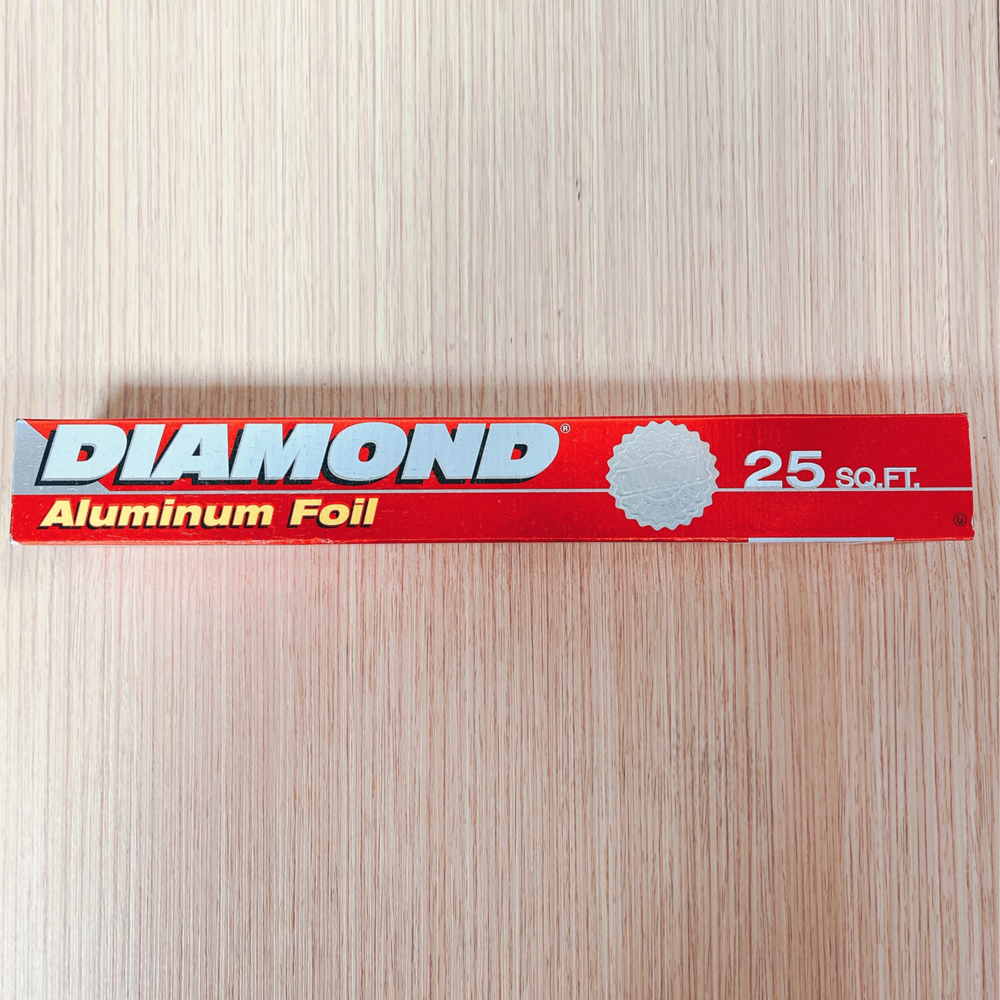 DIAMOND®
Aluminum Foil
25 SQ.FT.
U